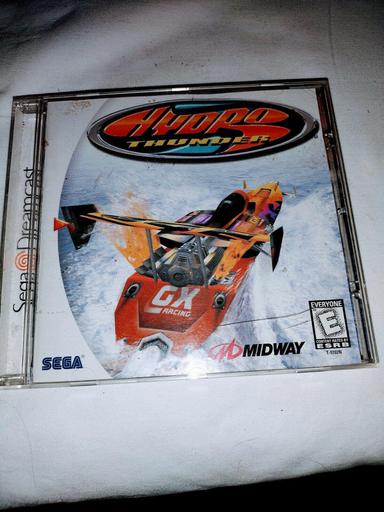 HYDRO
THUNDER
Sega Dreamcast
GX
RACING
SEGA
MIDWAY
EVERYONE
E
CONTENT RATED BY
ESRB